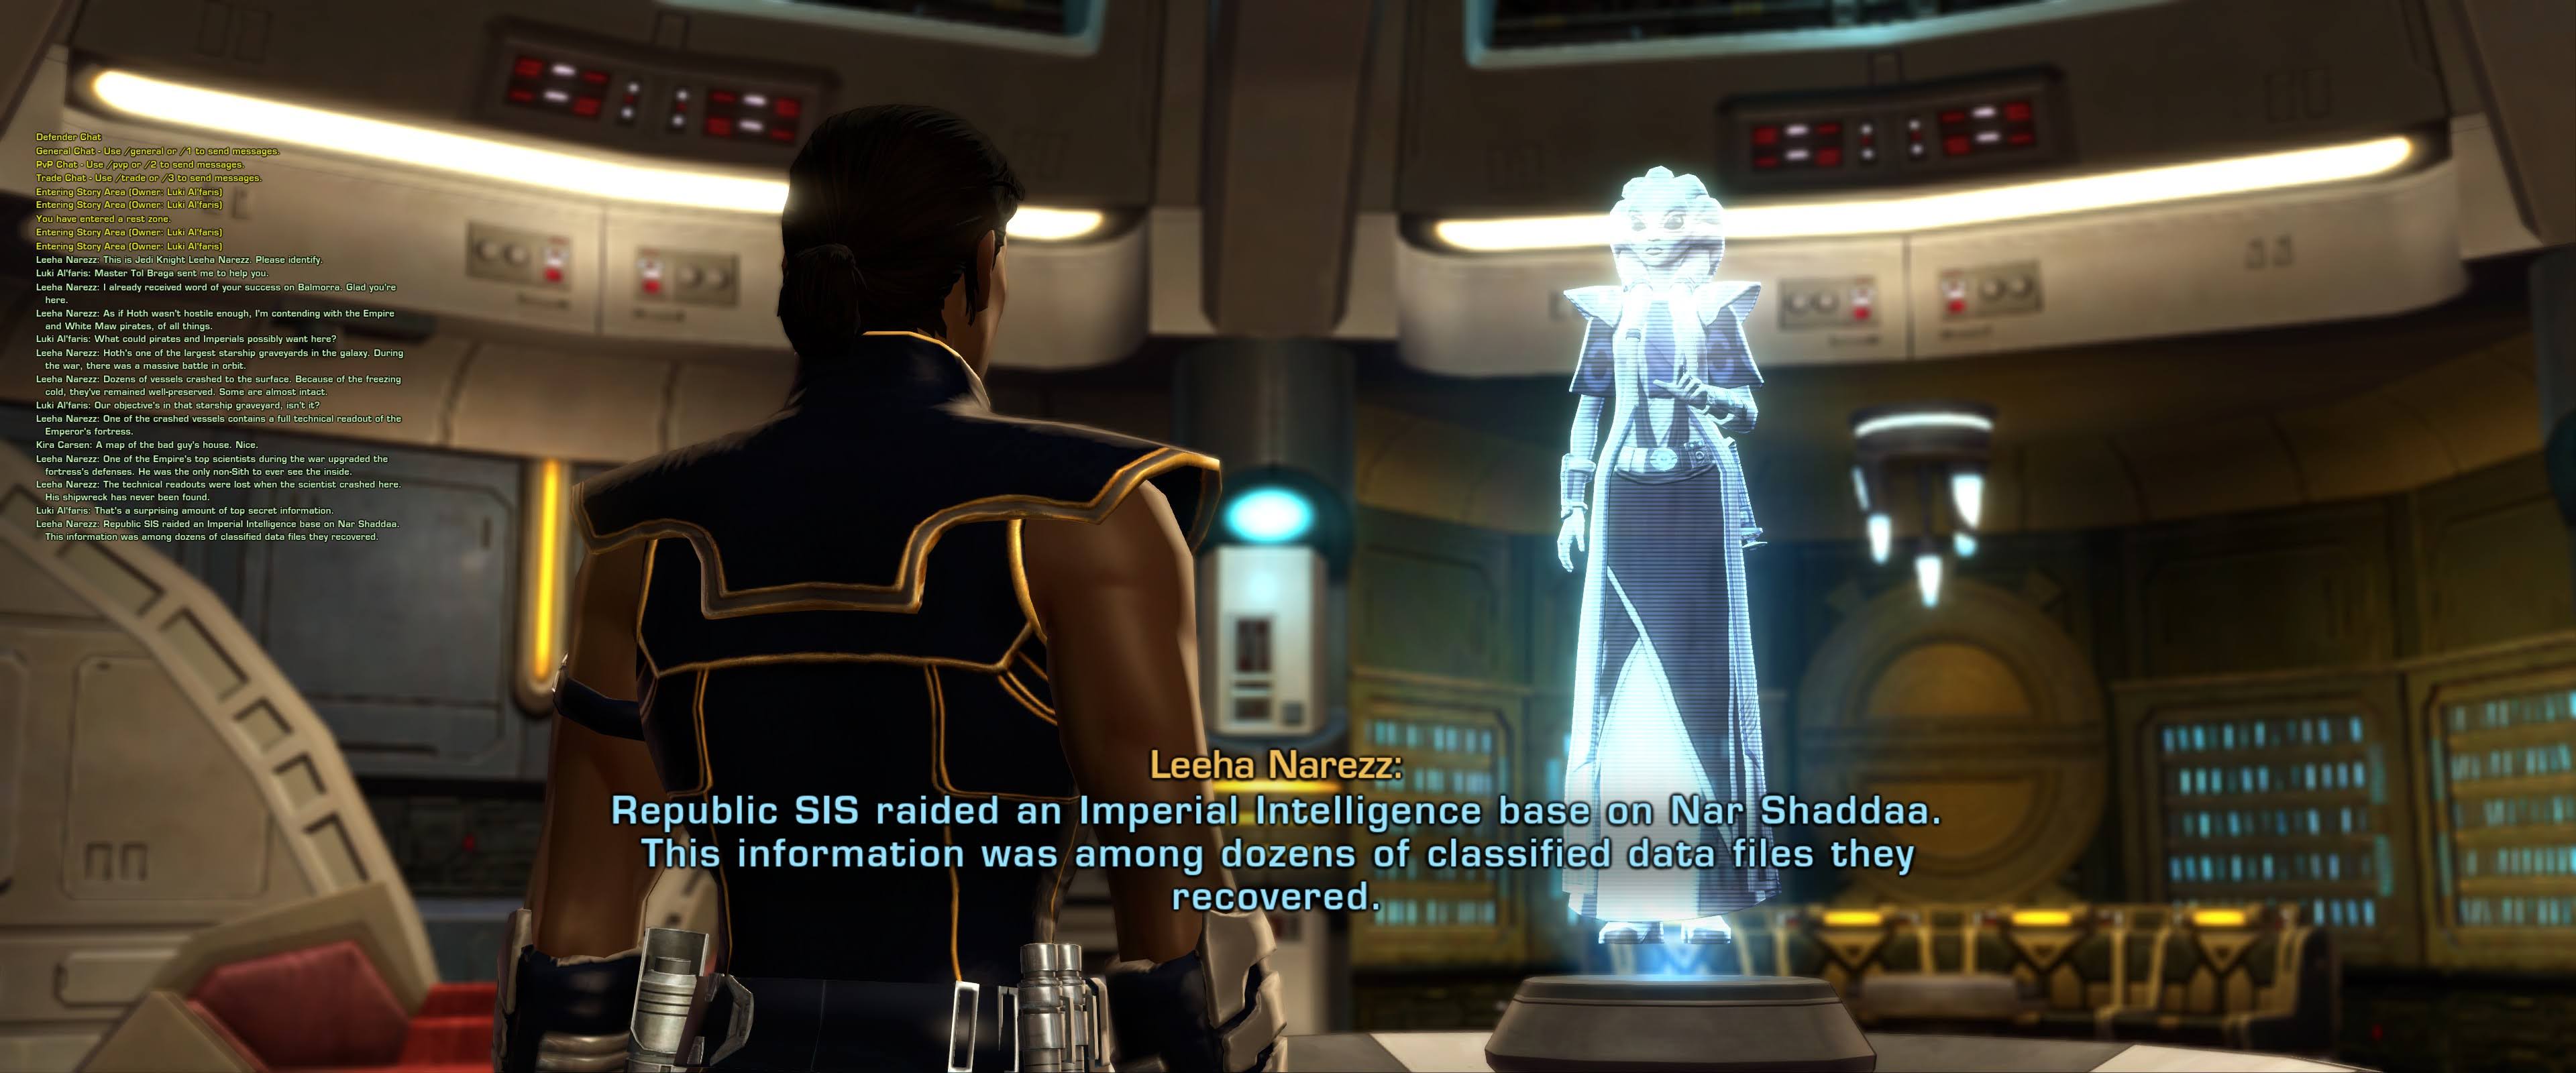 Defender Chat
General Chat - Use /general or /1 to send messages.
PvP Chat - Use /pvp or /2 to send messages.
Trade Chat - Use /trade or /3 to send messages.
Entering Story Area (Owner: Luki Al'faris)
Entering Story Area (Owner: Luki Al'faris)
You have entered a rest zone.
Entering Story Area (Owner: Luki Al'faris)
Entering Story Area (Owner: Luki Al'faris)
Leeha Narezz: This is Jedi Knight Leeha Narezz. Please identify.
Luki Al'faris: Master Tol Braga sent me to help you.
Leeha Narezz: I already received word of your success on Balmorra. Glad you're
here.
Leeha Narezz: As if Hoth wasn't hostile enough, I'm contending with the Empire
and White Maw pirates, of all things.
Luki Al'faris: What could pirates and Imperials possibly want here?
Leeha Narezz: Hoth's one of the largest starship graveyards in the galaxy. During
the war, there was a massive battle in orbit.
Leeha Narezz: Dozens of vessels crashed to the surface. Because of the freezing
cold, they've remained well-preserved. Some are almost intact.
Luki Al'faris: Our objective's in that starship graveyard, isn't it?
Leeha Narezz: One of the crashed vessels contains a full technical readout of the
Emperor's fortress.
Kira Carsen: A map of the bad guy's house. Nice.
Leeha Narezz: One of the Empire's top scientists during the war upgraded the
fortress's defenses. He was the only non-Sith to ever see the inside.
Leeha Narezz: The technical readouts were lost when the scientist crashed here.
His shipwreck has never been found.
Luki Al'faris: That's a surprising amount of top secret information.
Leeha Narezz: Republic SIS raided an Imperial Intelligence base on Nar Shaddaa.
This information was among dozens of classified data files they recovered.
Leeha Narezz:
Republic SIS raided an Imperial Intelligence base on Nar Shaddaa.
This information was among dozens of classified data files they
recovered.